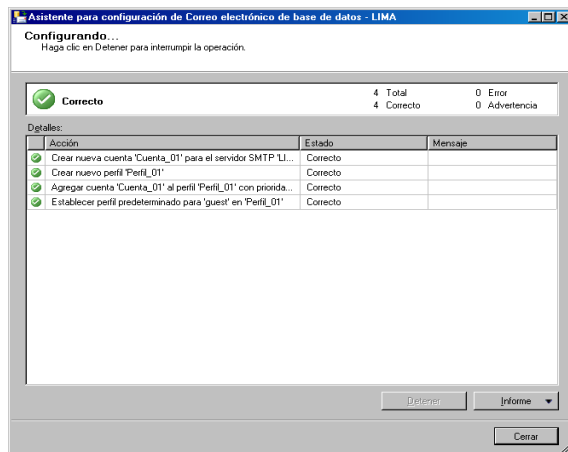 Asistente para configuración de Correo electrónico de base de datos - LIMA
Configurando...
Haga clic en Detener para interrumpir la operación.
Correcto
4 Total
0 Error
4 Correcto
0 Advertencia
Detalles:
Acción Estado Mensaje
Crear nueva cuenta 'Cuenta_01' para el servidor SMTP 'LI... Correcto
Crear nuevo perfil 'Perfil_01' Correcto
Agregar cuenta 'Cuenta_01' al perfil 'Perfil_01' con priorida... Correcto
Establecer perfil predeterminado para 'guest' en 'Perfil_01' Correcto
Detener Informe
Cerrar